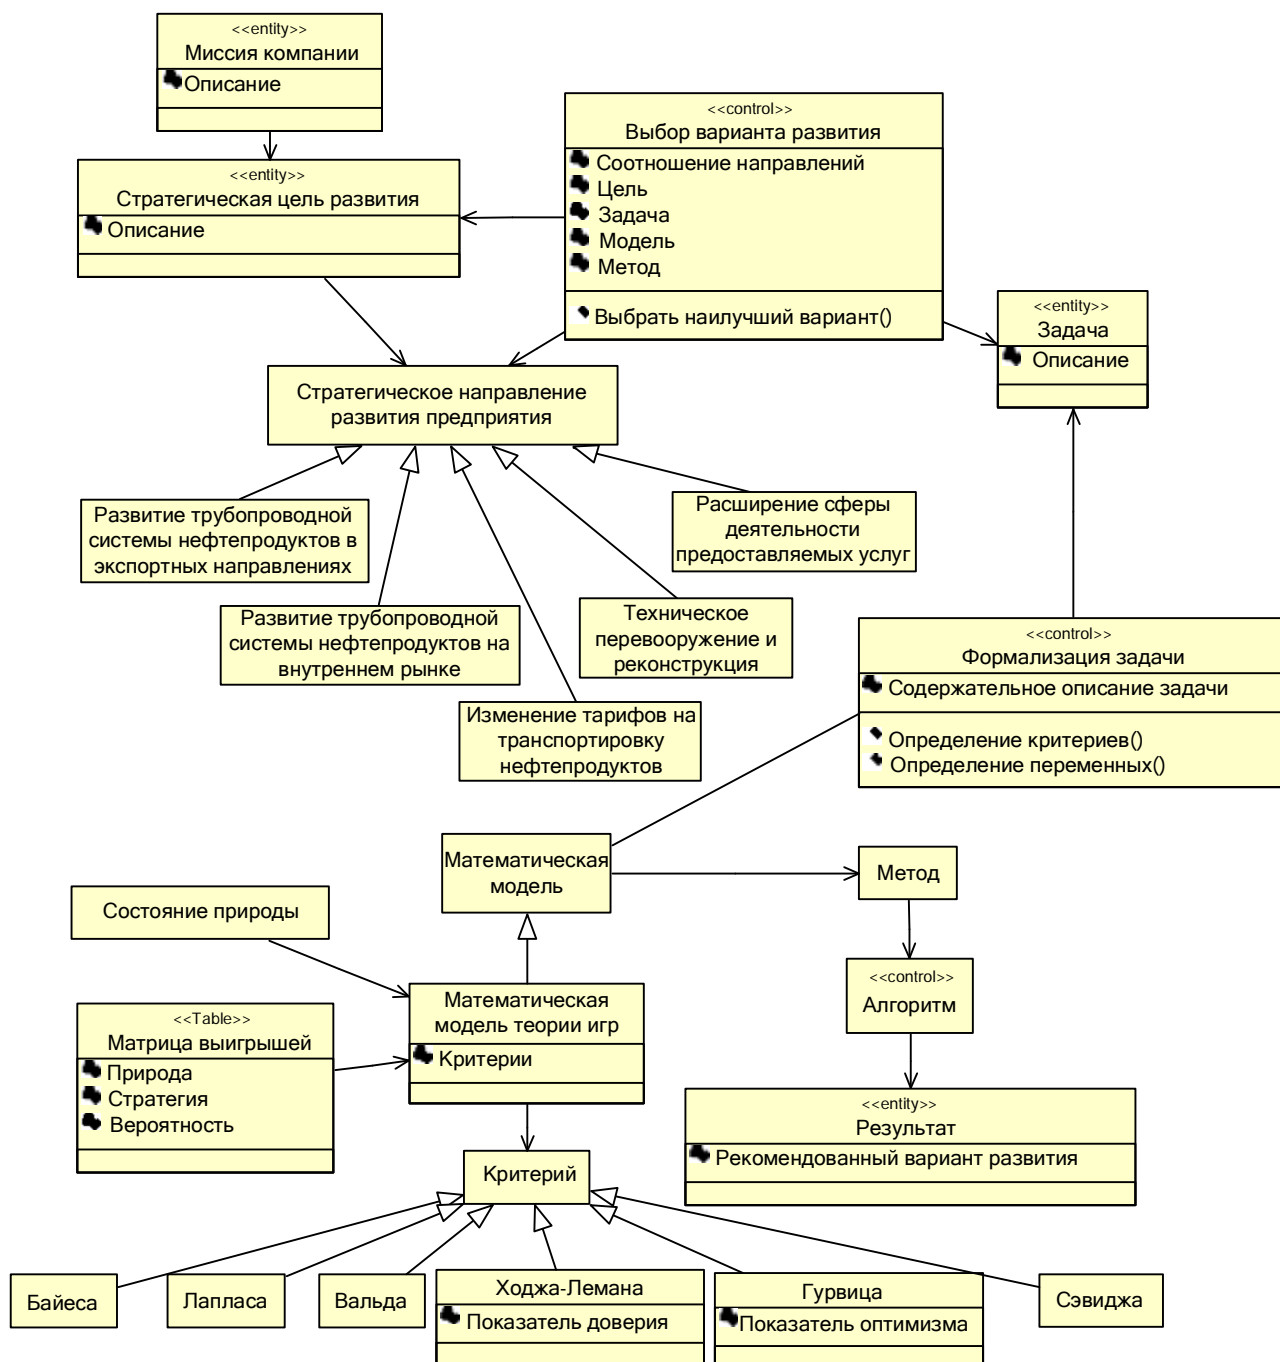 <<entity>>
Миссия компании
Описание
<<control>>
Выбор варианта развития
Соотношение направлений
Цель
Задача
Модель
Метод
Выбрать наилучший вариант()
<<entity>>
Стратегическая цель развития
Описание
<<entity>>
Задача
Описание
Стратегическое направление
развития предприятия
Развитие трубопроводной
системы нефтепродуктов в
экспортных направлениях
Расширение сферы
деятельности
предоставляемых услуг
Развитие трубопроводной
системы нефтепродуктов на
внутреннем рынке
Техническое
перевооружение и
реконструкция
Изменение тарифов на
транспортировку
нефтепродуктов
<<control>>
Формализация задачи
Содержательное описание задачи
Определение критериев()
Определение переменных()
Математическая
модель
Метод
Состояние природы
<<control>>
Алгоритм
Математическая
модель теории игр
Критерии
<<Table>>
Матрица выигрышей
Природа
Стратегия
Вероятность
<<entity>>
Результат
Рекомендованный вариант развития
Критерий
Байеса
Лапласа
Вальда
Ходжа-Лемана
Показатель доверия
Гурвица
Показатель оптимизма
Сэвиджа